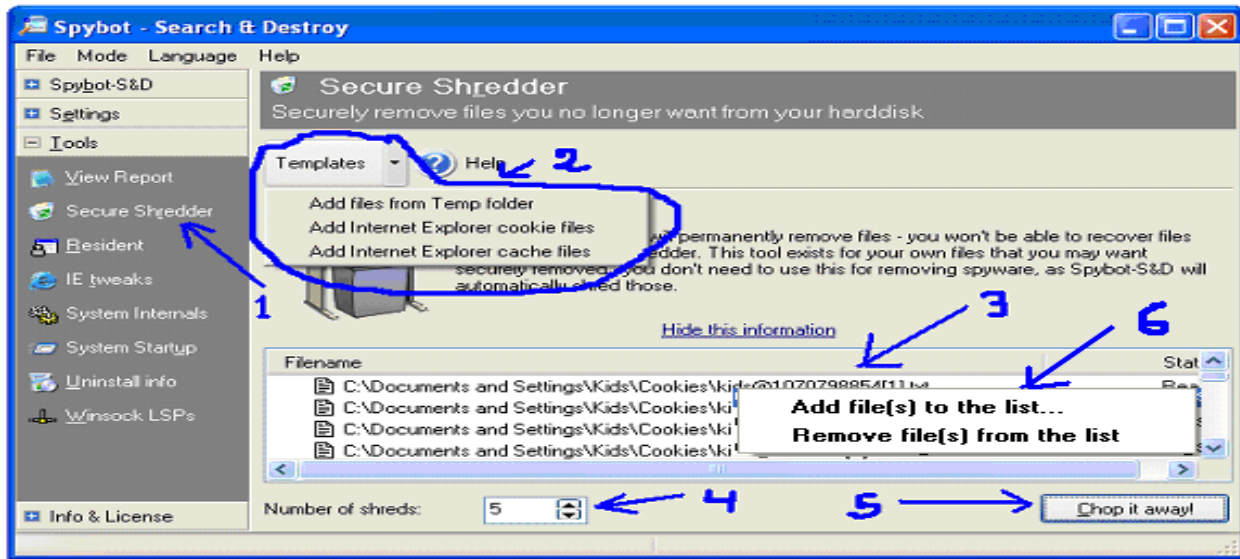 Spybot - Search & Destroy
File Mode Language Help
Spybot-S&D
Settings
Tools
View Report
Secure Shredder
Resident
IE tweaks
System Internals
System Startup
Uninstall info
Winsock LSPs
Info & License
Secure Shredder
Securely remove files you no longer want from your harddisk
Templates Help 2
Add files from Temp folder
Add Internet Explorer cookie files
Add Internet Explorer cache files
will permanently remove files - you won't be able to recover files
This tool exists for your own files that you may want
securely removed, you don't need to use this for removing spyware, as Spybot-S&D will
automatically shred those.
1
3
6
Hide this information
Filename Stat
C:\Documents and Settings\Kids\Cookies\kids@1070798854[1].txt
C:\Documents and Settings\Kids\Cookies\ki
C:\Documents and Settings\Kids\Cookies\ki
C:\Documents and Settings\Kids\Cookies\ki
Add file(s) to the list...
Remove file(s) from the list
Number of shreds: 5 4 5 Chop it away!